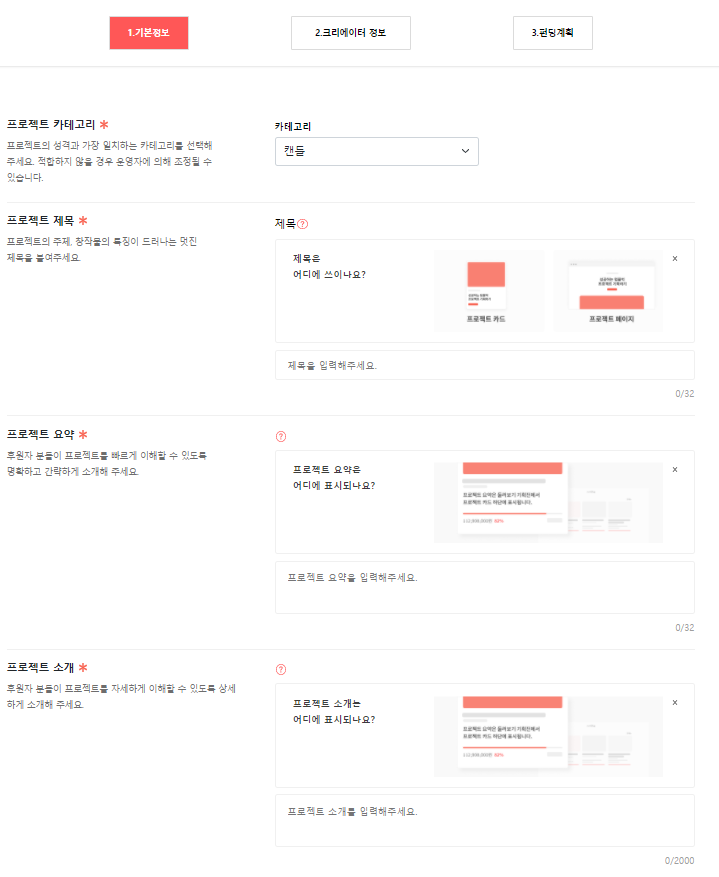 1.기본정보
2.크리에이터 정보
3.펀딩계획
프로젝트 카테고리 *
프로젝트의 성격과 가장 일치하는 카테고리를 선택해
주세요. 적합하지 않을 경우 운영자에 의해 조정될 수
있습니다.
카테고리
캔들
프로젝트 제목 *
프로젝트의 주제, 창작물의 특징이 드러나는 멋진
제목을 붙여주세요.
제목?
제목은
어디에 쓰이나요?
프로젝트 카드
프로젝트 페이지
×
제목을 입력해주세요.
0/32
프로젝트 요약 *
후원자 분들이 프로젝트를 빠르게 이해할 수 있도록
명확하고 간략하게 소개해 주세요.
?
프로젝트 요약은
어디에 표시되나요?
프로젝트 요약은 둘러보기 기획전에서
프로젝트 카드 하단에 표시됩니다.
92%
×
프로젝트 요약을 입력해주세요.
0/32
프로젝트 소개 *
후원자 분들이 프로젝트를 자세하게 이해할 수 있도록 상세
하게 소개해 주세요.
?
프로젝트 소개는
어디에 표시되나요?
프로젝트 요약은 둘러보기 기획전에서
프로젝트 카드 하단에 표시됩니다.
92%
×
프로젝트 소개를 입력해주세요.
0/2000